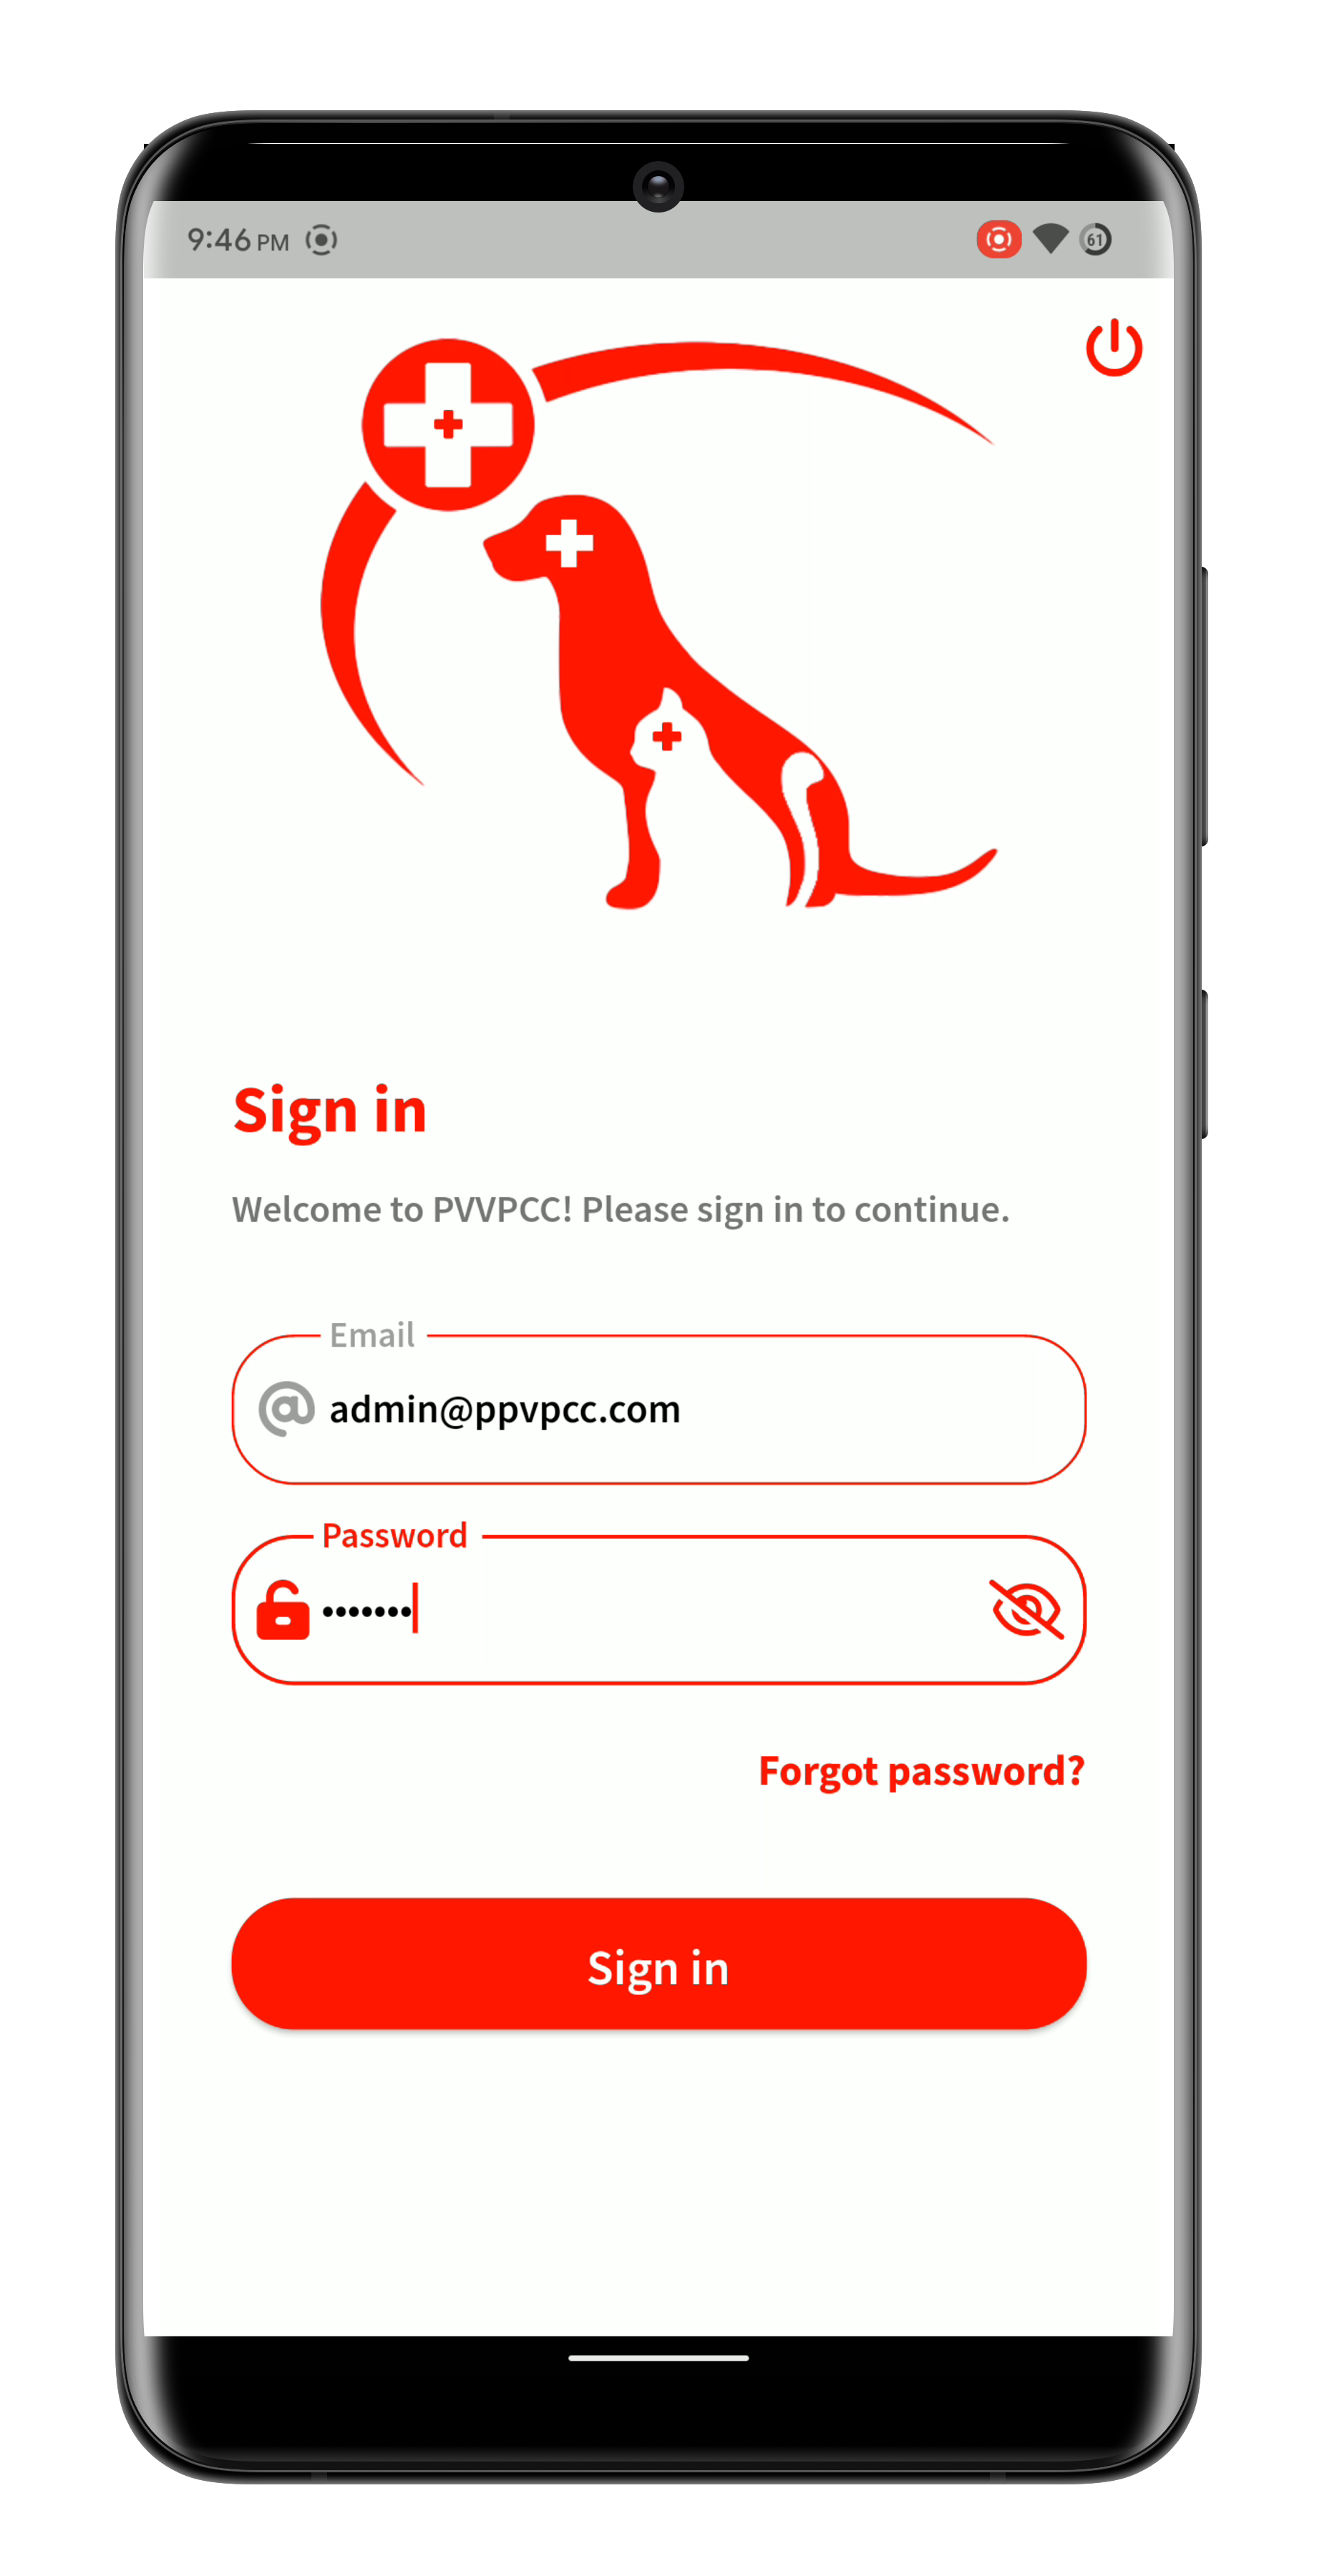 9:46 PM
61
Sign in
Welcome to PVVPCC! Please sign in to continue.
Email
admin@ppvpcc.com
Password
•••••••
Forgot password?
Sign in